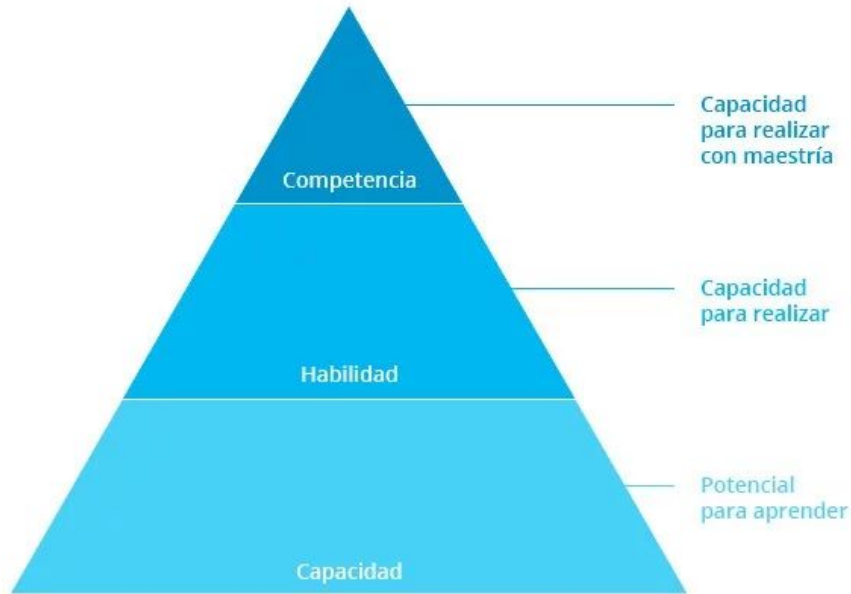 Capacidad
para realizar
con maestría
Competencia
Capacidad
para realizar
Habilidad
Potencial
para aprender
Capacidad